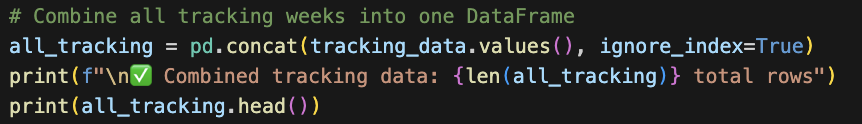 # Combine all tracking weeks into one DataFrame
all_tracking = pd.concat(tracking_data.values(), ignore_index=True)
print(f"\n✅ Combined tracking data: {len(all_tracking)} total rows")
print(all_tracking.head())